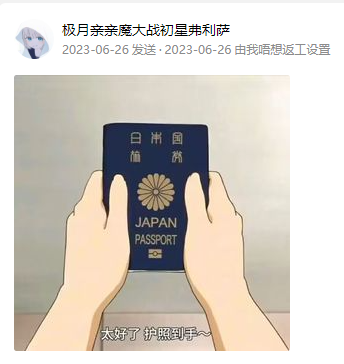 极月亲亲魔大战初星弗利萨
2023-06-26 发送 · 2023-06-26 由我唔想返工设置
日本国
旅券
JAPAN
PASSPORT
太好了 护照到手～